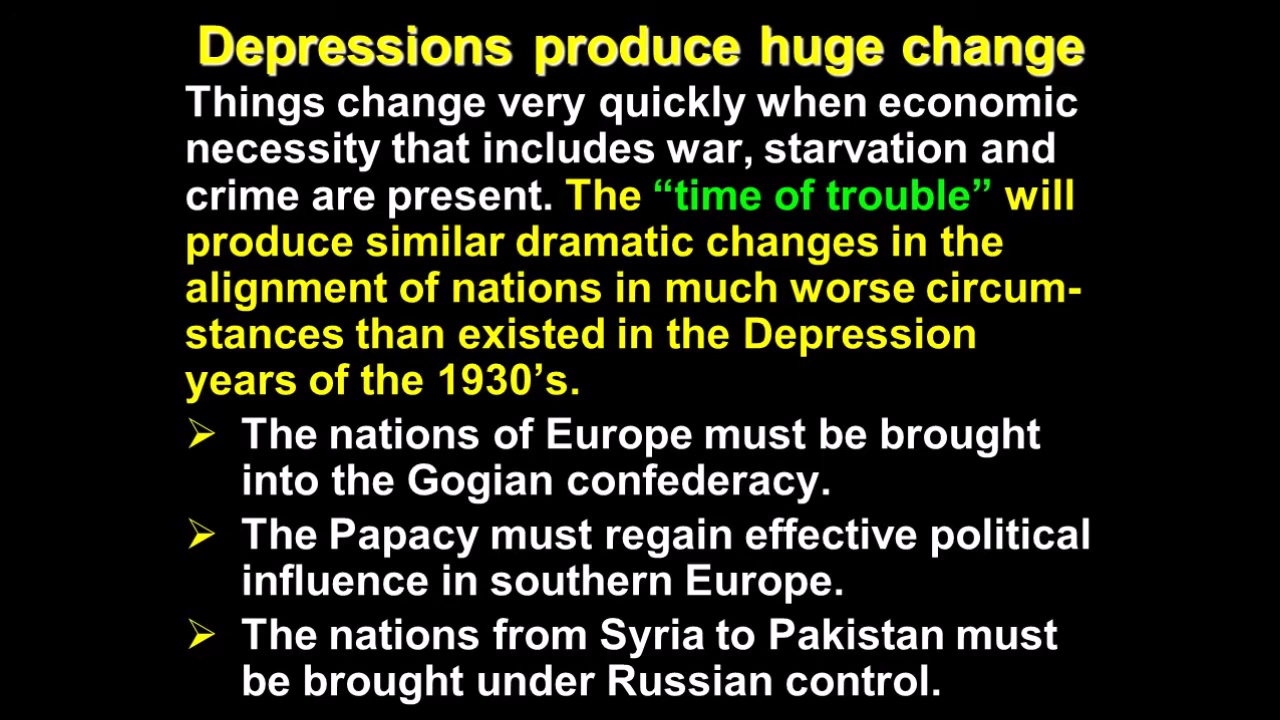 Depressions produce huge change
Things change very quickly when economic
necessity that includes war, starvation and
crime are present. The “time of trouble” will
produce similar dramatic changes in the
alignment of nations in much worse circum-
stances than existed in the Depression
years of the 1930’s.
➢ The nations of Europe must be brought
into the Gogian confederacy.
➢ The Papacy must regain effective political
influence in southern Europe.
➢ The nations from Syria to Pakistan must
be brought under Russian control.